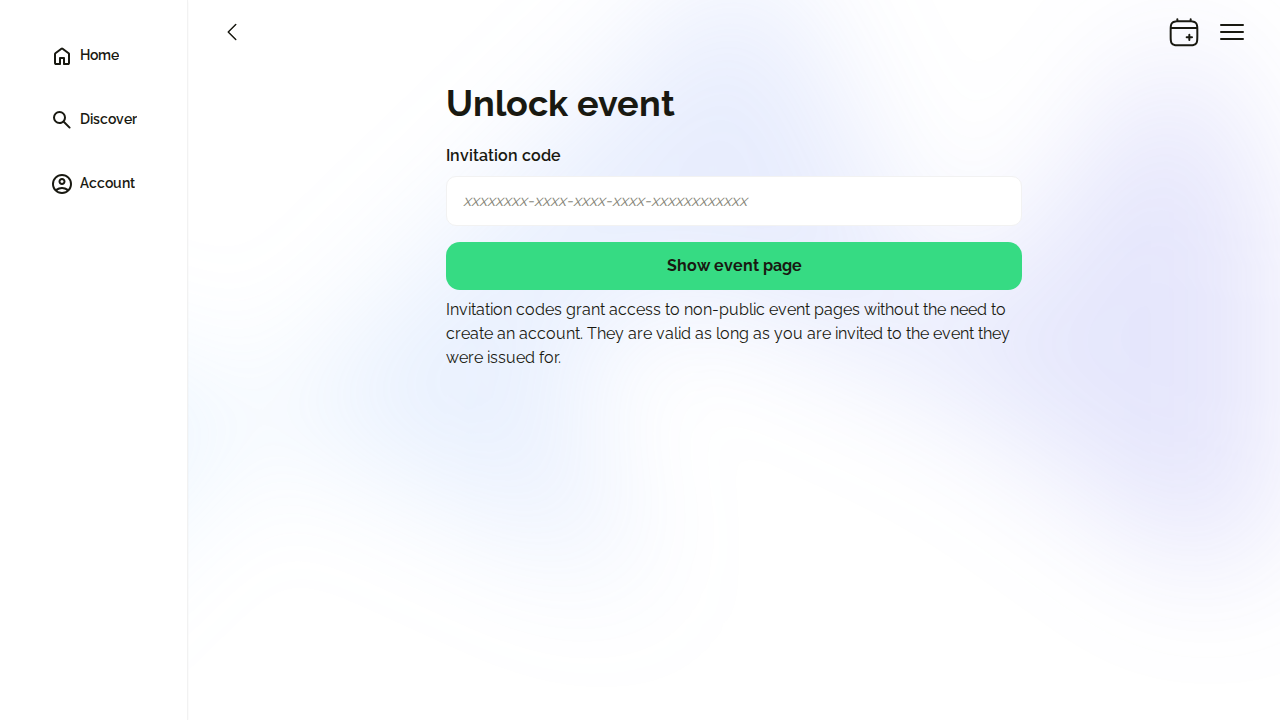 Home
Discover
Account
Unlock event
Invitation code
xxxxxxxx-xxxx-xxxx-xxxx-xxxxxxxxxxxx
Show event page
Invitation codes grant access to non-public event pages without the need to
create an account. They are valid as long as you are invited to the event they
were issued for.